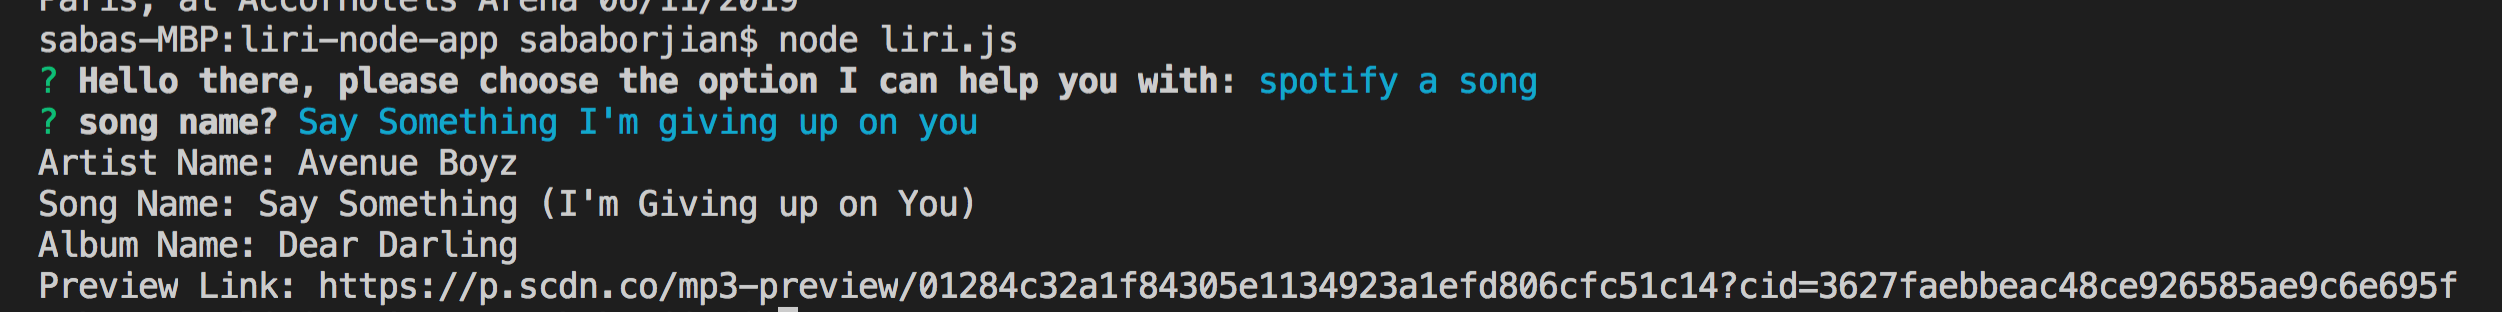 Paris, at AccorHotels Arena 06/11/2019
sabas-MBP:liri-node-app sababorjian$ node liri.js
? Hello there, please choose the option I can help you with: spotify a song
? song name? Say Something I'm giving up on you
Artist Name: Avenue Boyz
Song Name: Say Something (I'm Giving up on You)
Album Name: Dear Darling
Preview Link: https://p.scdn.co/mp3-preview/01284c32a1f84305e1134923a1efd806cfc51c14?cid=3627faebbeac48ce926585ae9c6e695f